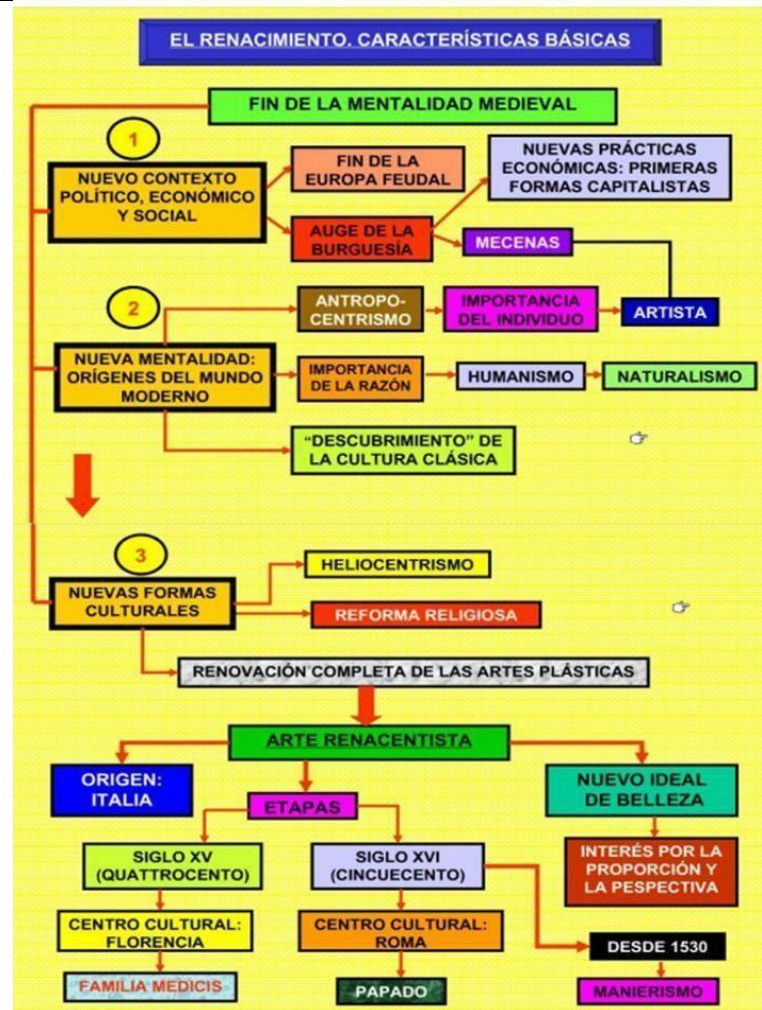 EL RENACIMIENTO. CARACTERÍSTICAS BÁSICAS
FIN DE LA MENTALIDAD MEDIEVAL
1
NUEVO CONTEXTO
POLÍTICO, ECONÓMICO
Y SOCIAL
FIN DE LA
EUROPA FEUDAL
NUEVAS PRÁCTICAS
ECONÓMICAS: PRIMERAS
FORMAS CAPITALISTAS
AUGE DE LA
BURGUESÍA
MECENAS
2
NUEVA MENTALIDAD:
ORÍGENES DEL MUNDO
MODERNO
ANTROPO-
CENTRISMO
IMPORTANCIA
DEL INDIVIDUO
ARTISTA
IMPORTANCIA
DE LA RAZÓN
HUMANISMO
NATURALISMO
"DESCUBRIMIENTO" DE
LA CULTURA CLÁSICA
3
NUEVAS FORMAS
CULTURALES
HELIOCENTRISMO
REFORMA RELIGIOSA
RENOVACIÓN COMPLETA DE LAS ARTES PLÁSTICAS
ARTE RENACENTISTA
ORIGEN:
ITALIA
ETAPAS
NUEVO IDEAL
DE BELLEZA
SIGLO XV
(QUATTROCENTO)
SIGLO XVI
(CINCUECENTO)
INTERÉS POR LA
PROPORCIÓN Y
LA PESPECTIVA
CENTRO CULTURAL:
FLORENCIA
CENTRO CULTURAL:
ROMA
DESDE 1530
FAMILIA MEDICIS
PAPADO
MANIERISMO